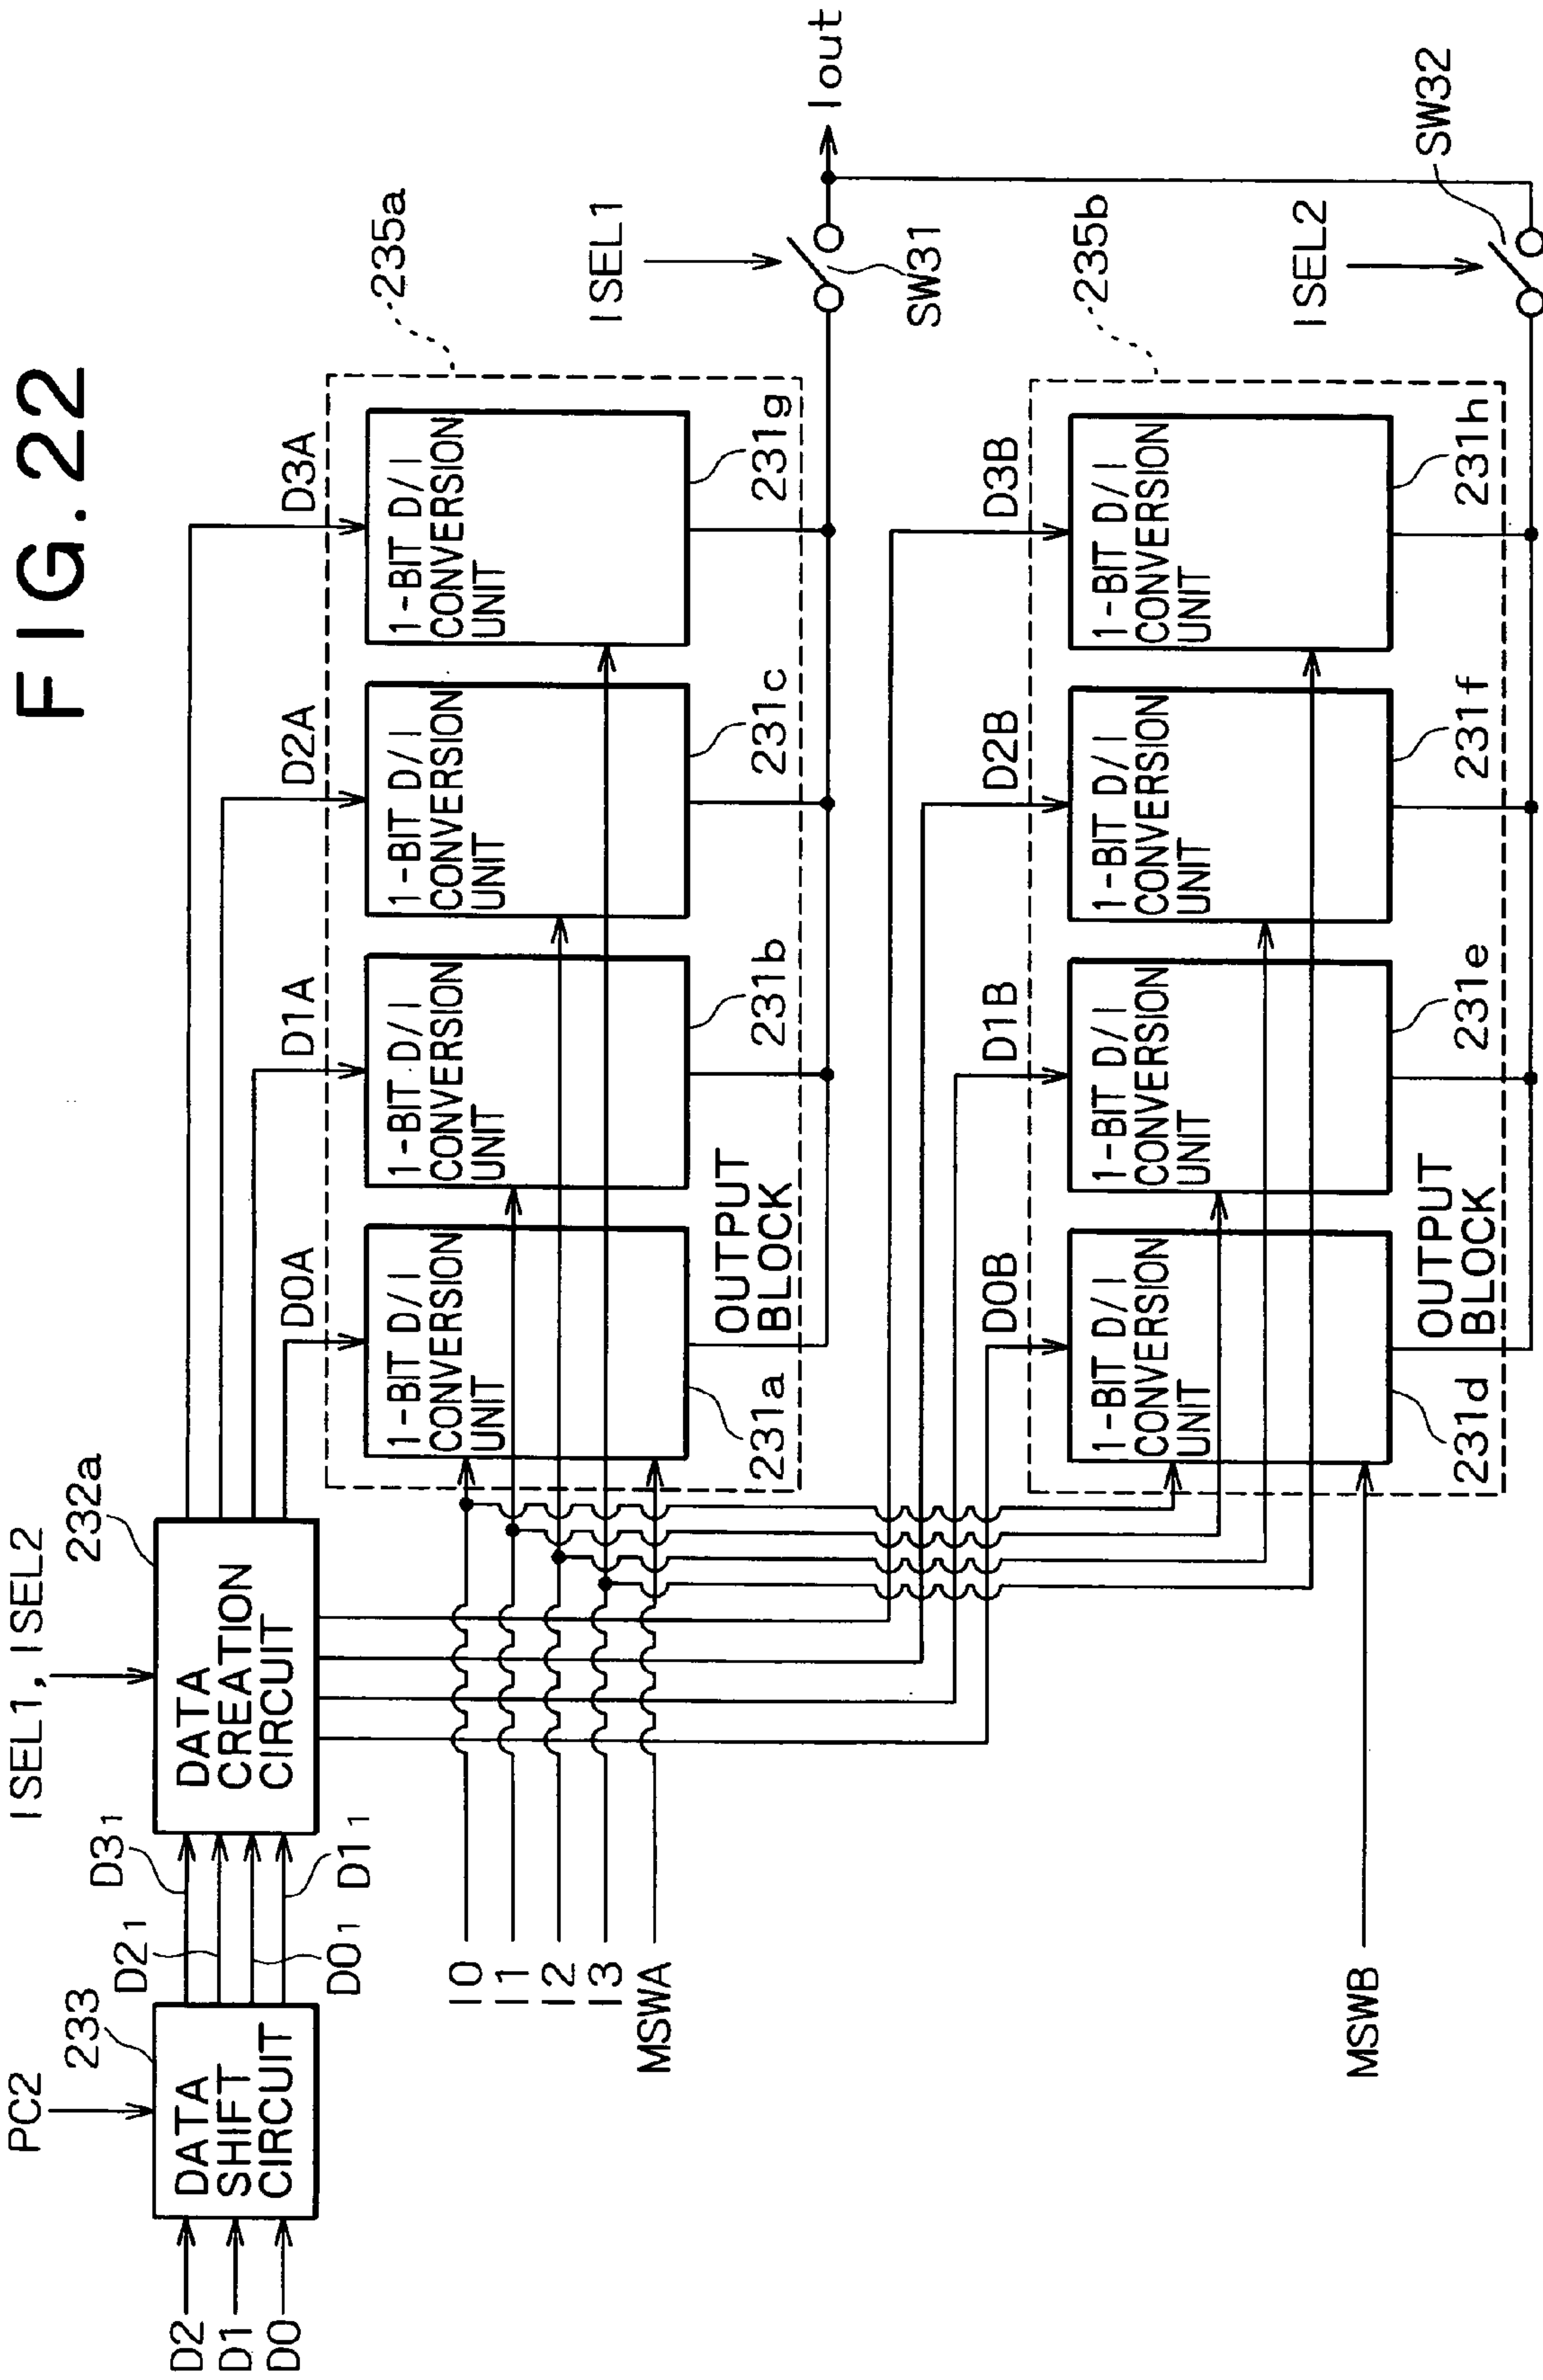 FIG. 22
ISEL1, ISEL2
PC2
233
232a
D2
D1
D0
DATA
SHIFT
CIRCUIT
D3₁
D2₁
D0₁
D1₁
DATA
CREATION
CIRCUIT
D0A
D1A
D2A
D3A
235a
I0
I1
I2
I3
MSWA
1-BIT D/I
CONVERSION
UNIT
231a
1-BIT D/I
CONVERSION
UNIT
231b
1-BIT D/I
CONVERSION
UNIT
231c
1-BIT D/I
CONVERSION
UNIT
231g
OUTPUT
BLOCK
ISEL1
SW31
Iout
D0B
D1B
D2B
D3B
235b
MSWB
1-BIT D/I
CONVERSION
UNIT
231d
1-BIT D/I
CONVERSION
UNIT
231e
1-BIT D/I
CONVERSION
UNIT
231f
1-BIT D/I
CONVERSION
UNIT
231h
OUTPUT
BLOCK
ISEL2
SW32